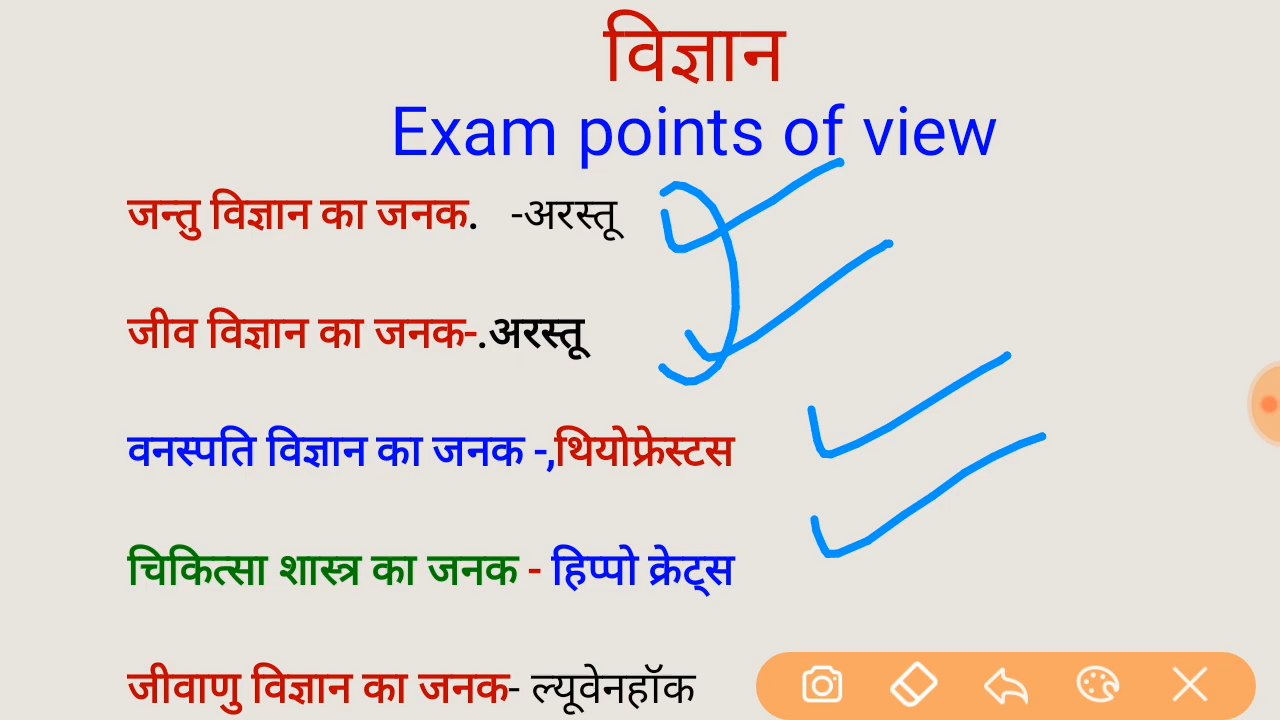 विज्ञान
Exam points of view
जन्तु विज्ञान का जनक. -अरस्तू
जीव विज्ञान का जनक-.अरस्तू
वनस्पति विज्ञान का जनक -,थियोफ्रेस्टस
चिकित्सा शास्त्र का जनक - हिप्पो क्रेट्स
जीवाणु विज्ञान का जनक- ल्यूवेनहॉक